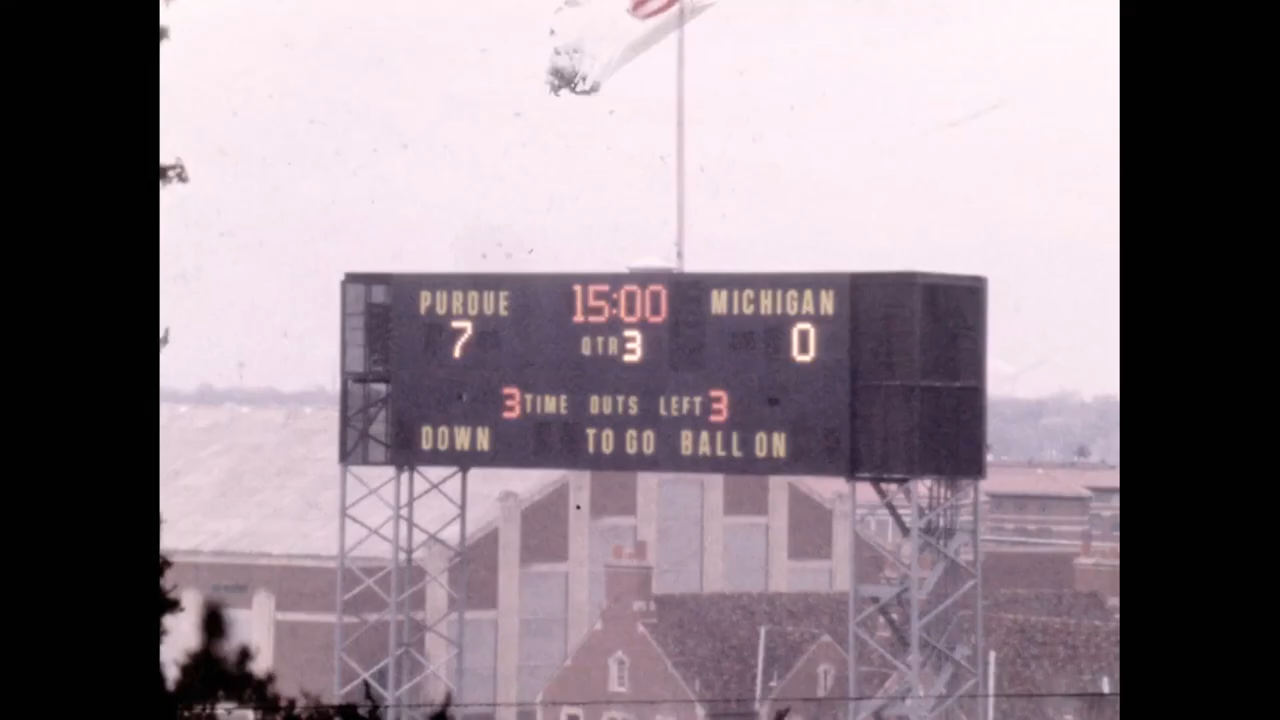 PURDUE 15:00 MICHIGAN
7 QTR 3 0
3 TIME OUTS LEFT 3
DOWN TO GO BALL ON